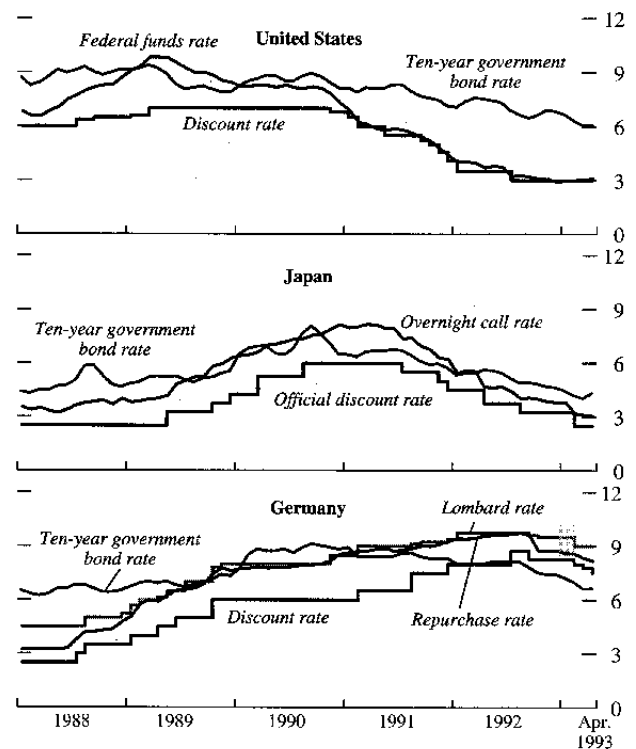 12
Federal funds rate
United States
Ten-year government
bond rate
9
Discount rate
6
3
0
12
Japan
Ten-year government
bond rate
Overnight call rate
9
6
Official discount rate
3
0
12
Germany
Lombard rate
Ten-year government
bond rate
9
6
Discount rate
Repurchase rate
3
0
1988
1989
1990
1991
1992
Apr.
1993